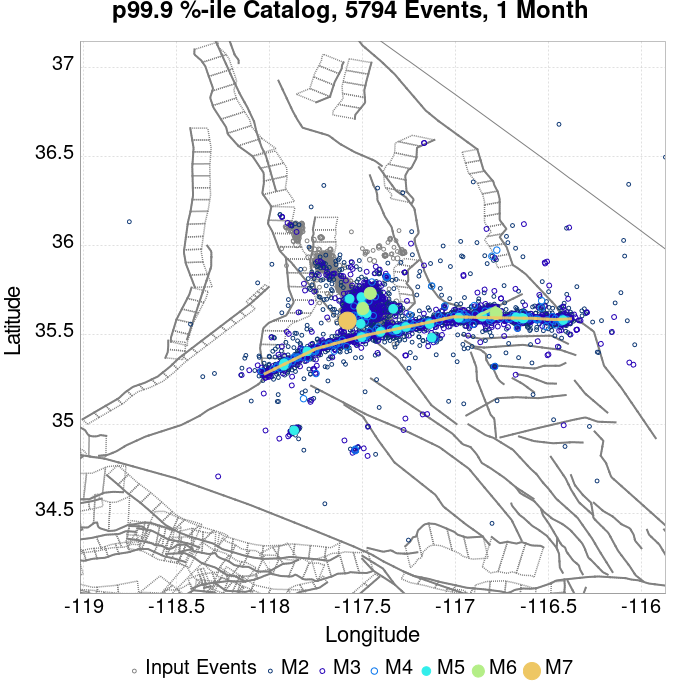 p99.9 %-ile Catalog, 5794 Events, 1 Month
37
36.5
36
35.5
35
34.5
Latitude
-119 -118.5 -118 -117.5 -117 -116.5 -116
Longitude
Input Events M2 M3 M4 M5 M6 M7